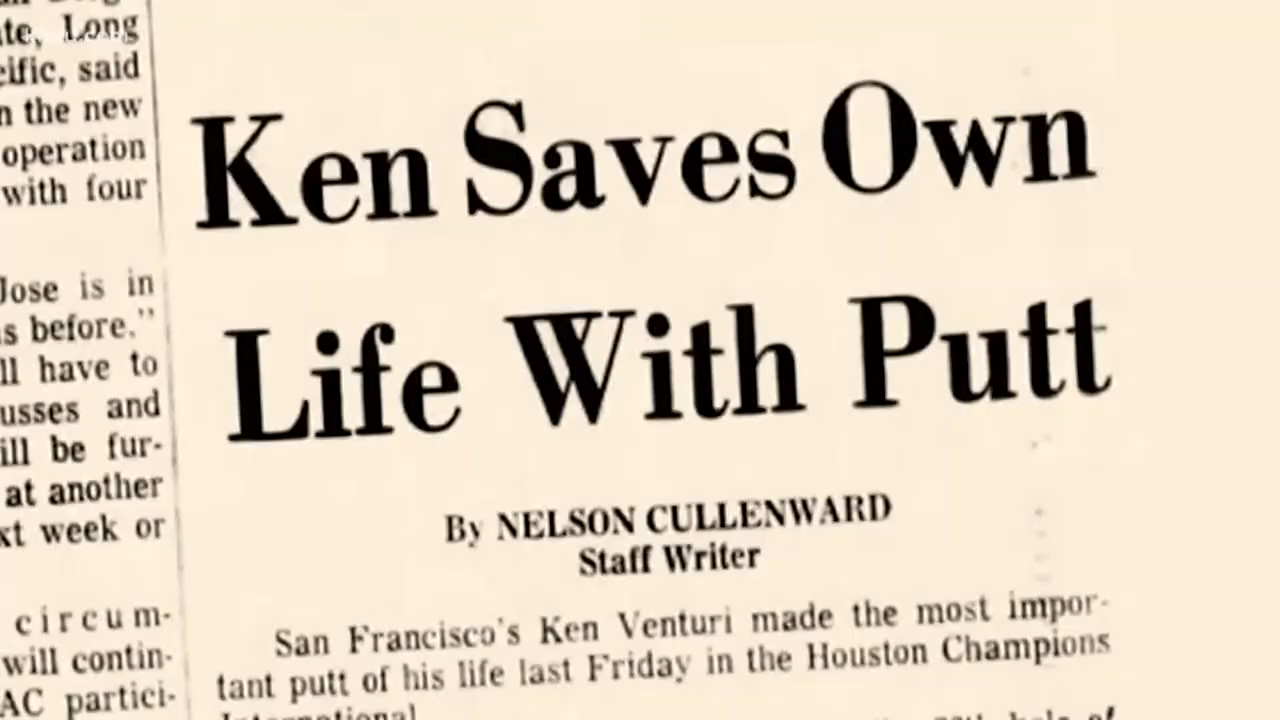 Long
cific, said
n the new
operation
with four
Jose is in
s before."
ll have to
usses and
ill be fur-
at another
xt week or
circum-
will contin-
AC partici-
Ken Saves Own
Life With Putt
By NELSON CULLENWARD
Staff Writer
San Francisco's Ken Venturi made the most impor-
tant putt of his life last Friday in the Houston Champions
International
hole of